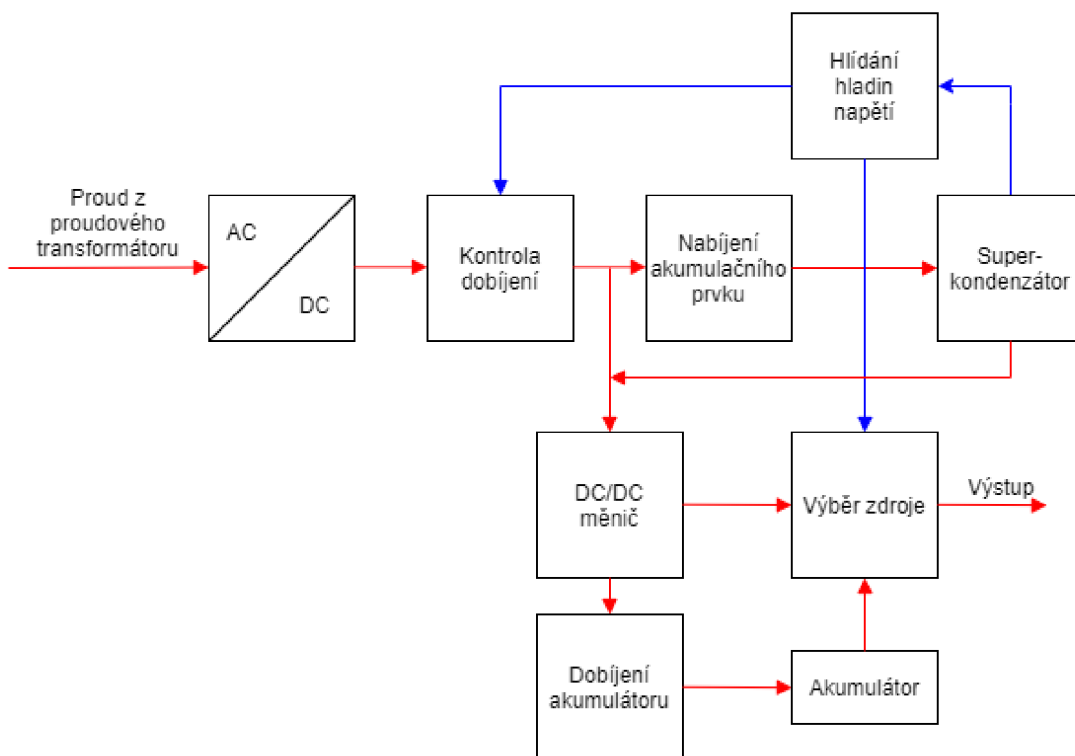 Hlídání
hladin
napětí
Proud z
proudového
transformátoru
AC
DC
Kontrola
dobíjení
Nabíjení
akumulačního
prvku
Super-
kondenzátor
DC/DC
měnič
Výběr zdroje
Výstup
Dobíjení
akumulátoru
Akumulátor